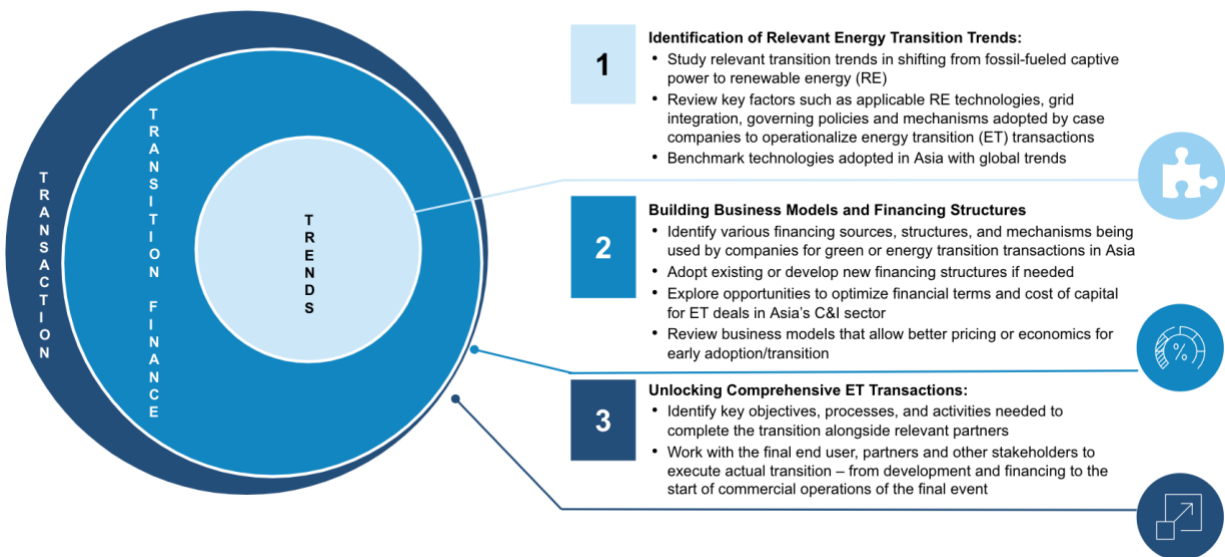 TRANSACTION
TRANSITION FINANCE
TRENDS
1
Identification of Relevant Energy Transition Trends:
• Study relevant transition trends in shifting from fossil-fueled captive
power to renewable energy (RE)
• Review key factors such as applicable RE technologies, grid
integration, governing policies and mechanisms adopted by case
companies to operationalize energy transition (ET) transactions
• Benchmark technologies adopted in Asia with global trends
2
Building Business Models and Financing Structures
• Identify various financing sources, structures, and mechanisms being
used by companies for green or energy transition transactions in Asia
• Adopt existing or develop new financing structures if needed
• Explore opportunities to optimize financial terms and cost of capital
for ET deals in Asia's C&I sector
• Review business models that allow better pricing or economics for
early adoption/transition
%
3
Unlocking Comprehensive ET Transactions:
• Identify key objectives, processes, and activities needed to
complete the transition alongside relevant partners
• Work with the final end user, partners and other stakeholders to
execute actual transition – from development and financing to the
start of commercial operations of the final event